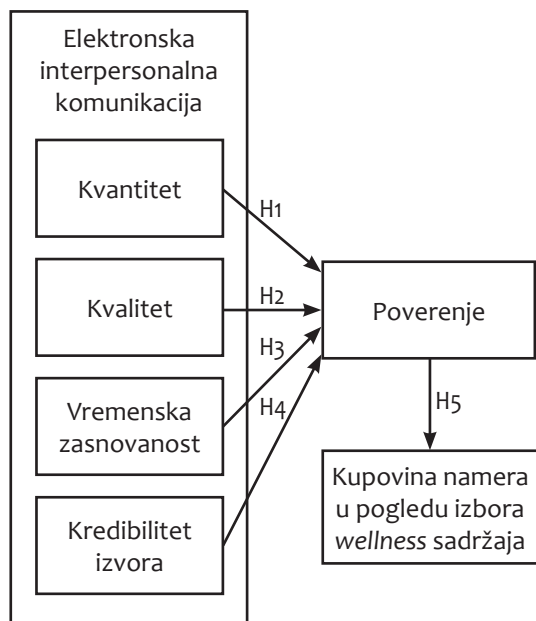 Elektronska
interpersonalna
komunikacija
Kvantitet
H1
Kvalitet
H2
Poverenje
H3
Vremenska
zasnovanost
H4
H5
Kredibilitet
izvora
Kupovina namera
u pogledu izbora
wellness sadržaja